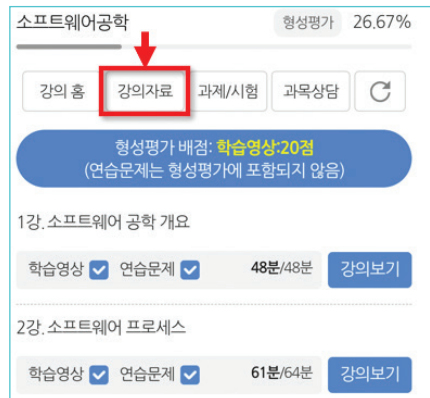 소프트웨어공학 형성평가 26.67%
강의 홈 강의자료 과제/시험 과목상담
형성평가 배점: 학습영상:20점
(연습문제는 형성평가에 포함되지 않음)
1강. 소프트웨어 공학 개요
학습영상 연습문제 48분/48분 강의보기
2강. 소프트웨어 프로세스
학습영상 연습문제 61분/64분 강의보기